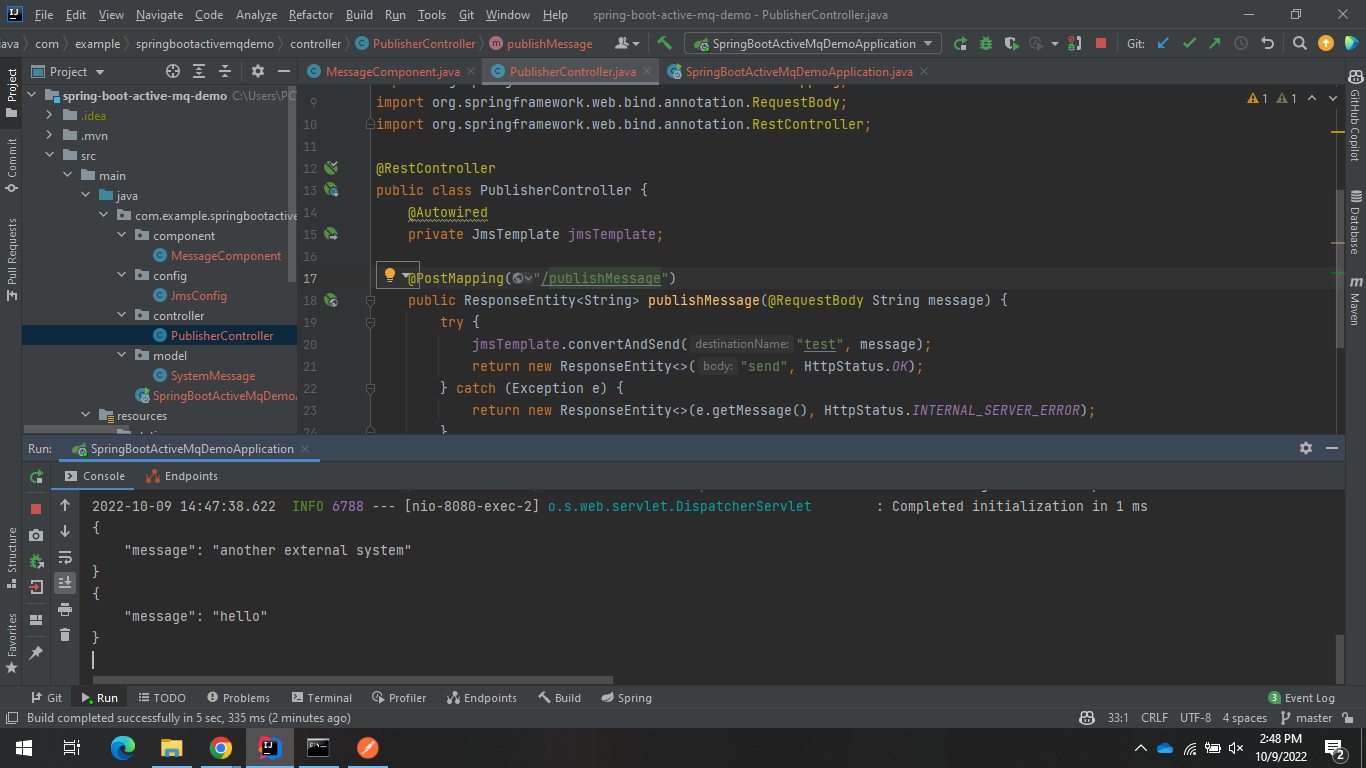 File Edit View Navigate Code Analyze Refactor Build Run Tools Git Window Help spring-boot-active-mq-demo - PublisherController.java
java com example springbootactivemqdemo controller PublisherController publishMessage SpringBootActiveMqDemoApplication Git:
Project MessageComponent.java PublisherController.java SpringBootActiveMqDemoApplication.java
Project
Commit
Pull Requests
Structure
Favorites
spring-boot-active-mq-demo C:\Users\PC
.idea
.mvn
src
main
java
com.example.springbootactive
component
MessageComponent
config
JmsConfig
controller
PublisherController
model
SystemMessage
SpringBootActiveMqDemoA
resources
1 1
9 import org.springframework.web.bind.annotation.RequestBody;
10 import org.springframework.web.bind.annotation.RestController;
11
12 @RestController
13 public class PublisherController {
14 @Autowired
15 private JmsTemplate jmsTemplate;
16
17 @PostMapping("/publishMessage")
18 public ResponseEntity<String> publishMessage(@RequestBody String message) {
19 try {
20 jmsTemplate.convertAndSend( destinationName: "test", message);
21 return new ResponseEntity<>( body: "send", HttpStatus.OK);
22 } catch (Exception e) {
23 return new ResponseEntity<>(e.getMessage(), HttpStatus.INTERNAL_SERVER_ERROR);
24 }
GitHub Copilot
Database
Maven
Run: SpringBootActiveMqDemoApplication
Console Endpoints
2022-10-09 14:47:38.622 INFO 6788 --- [nio-8080-exec-2] o.s.web.servlet.DispatcherServlet : Completed initialization in 1 ms
{
"message": "another external system"
}
{
"message": "hello"
}
Git Run TODO Problems Terminal Profiler Endpoints Build Spring 3 Event Log
Build completed successfully in 5 sec, 335 ms (2 minutes ago) 33:1 CRLF UTF-8 4 spaces master
2:48 PM
10/9/2022
2